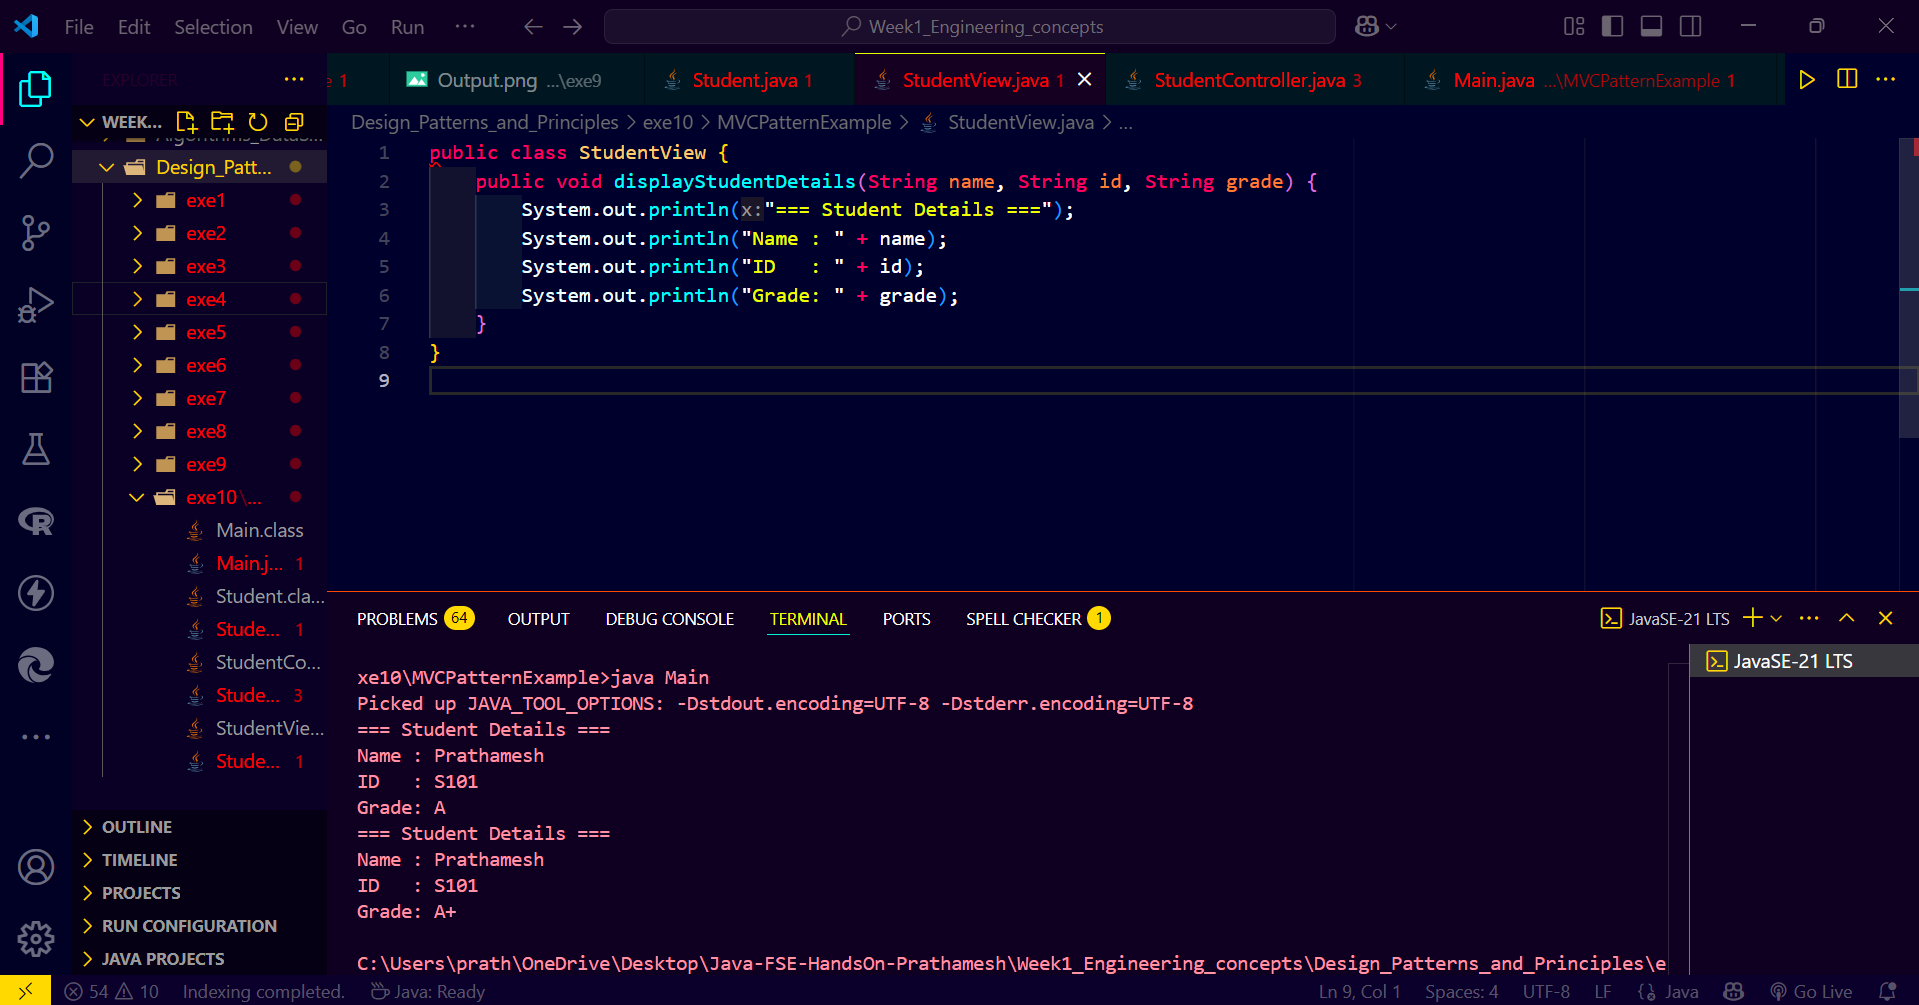 File Edit Selection View Go Run ··· Week1_Engineering_concepts
EXPLORER ···
e 1 Output.png ...\exe9 Student.java 1 StudentView.java 1 StudentController.java 3 Main.java ...\MVCPatternExample 1 ···
Design_Patterns_and_Principles > exe10 > MVCPatternExample > StudentView.java > ...
WEEK...
Algorithms_DataS...
Design_Patt...
exe1
exe2
exe3
exe4
exe5
exe6
exe7
exe8
exe9
exe10\...
Main.class
Main.j... 1
Student.cla...
Stude... 1
StudentCo...
Stude... 3
StudentVie...
Stude... 1
OUTLINE
TIMELINE
PROJECTS
RUN CONFIGURATION
JAVA PROJECTS
1 public class StudentView {
2 public void displayStudentDetails(String name, String id, String grade) {
3 System.out.println(x:"=== Student Details ===");
4 System.out.println("Name : " + name);
5 System.out.println("ID   : " + id);
6 System.out.println("Grade: " + grade);
7 }
8 }
9
PROBLEMS 64 OUTPUT DEBUG CONSOLE TERMINAL PORTS SPELL CHECKER 1 JavaSE-21 LTS ···
JavaSE-21 LTS
xe10\MVCPatternExample>java Main
Picked up JAVA_TOOL_OPTIONS: -Dstdout.encoding=UTF-8 -Dstderr.encoding=UTF-8
=== Student Details ===
Name : Prathamesh
ID   : S101
Grade: A
=== Student Details ===
Name : Prathamesh
ID   : S101
Grade: A+
C:\Users\prath\OneDrive\Desktop\Java-FSE-HandsOn-Prathamesh\Week1_Engineering_concepts\Design_Patterns_and_Principles\e
54 10 Indexing completed. Java: Ready Ln 9, Col 1 Spaces: 4 UTF-8 LF {} Java Go Live